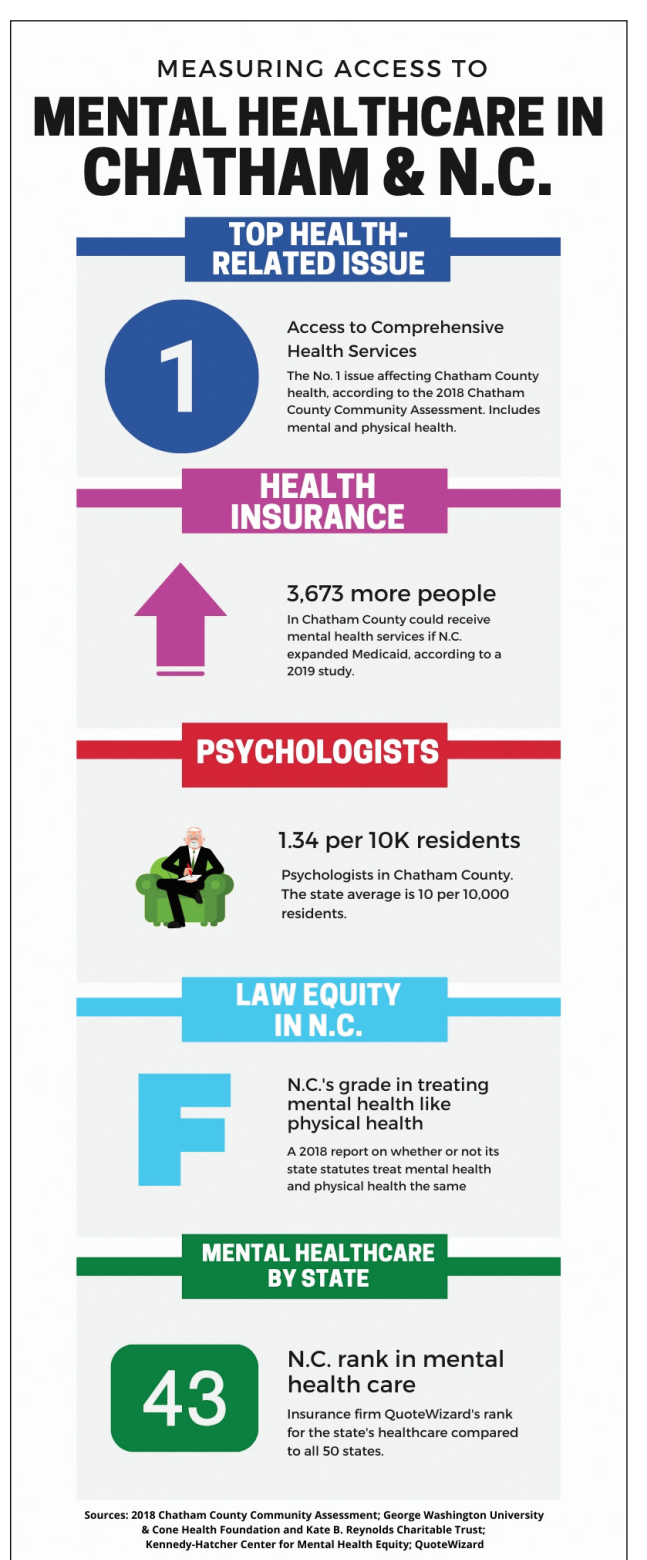 MEASURING ACCESS TO
MENTAL HEALTHCARE IN
CHATHAM & N.C.
TOP HEALTH-
RELATED ISSUE
1
Access to Comprehensive
Health Services
The No. 1 issue affecting Chatham County
health, according to the 2018 Chatham
County Community Assessment. Includes
mental and physical health.
HEALTH
INSURANCE
3,673 more people
In Chatham County could receive
mental health services if N.C.
expanded Medicaid, according to a
2019 study.
PSYCHOLOGISTS
1.34 per 10K residents
Psychologists in Chatham County.
The state average is 10 per 10,000
residents.
LAW EQUITY
IN N.C.
F
N.C.'s grade in treating
mental health like
physical health
A 2018 report on whether or not its
state statutes treat mental health
and physical health the same
MENTAL HEALTHCARE
BY STATE
43
N.C. rank in mental
health care
Insurance firm QuoteWizard's rank
for the state's healthcare compared
to all 50 states.
Sources: 2018 Chatham County Community Assessment; George Washington University
& Cone Health Foundation and Kate B. Reynolds Charitable Trust;
Kennedy-Hatcher Center for Mental Health Equity; QuoteWizard